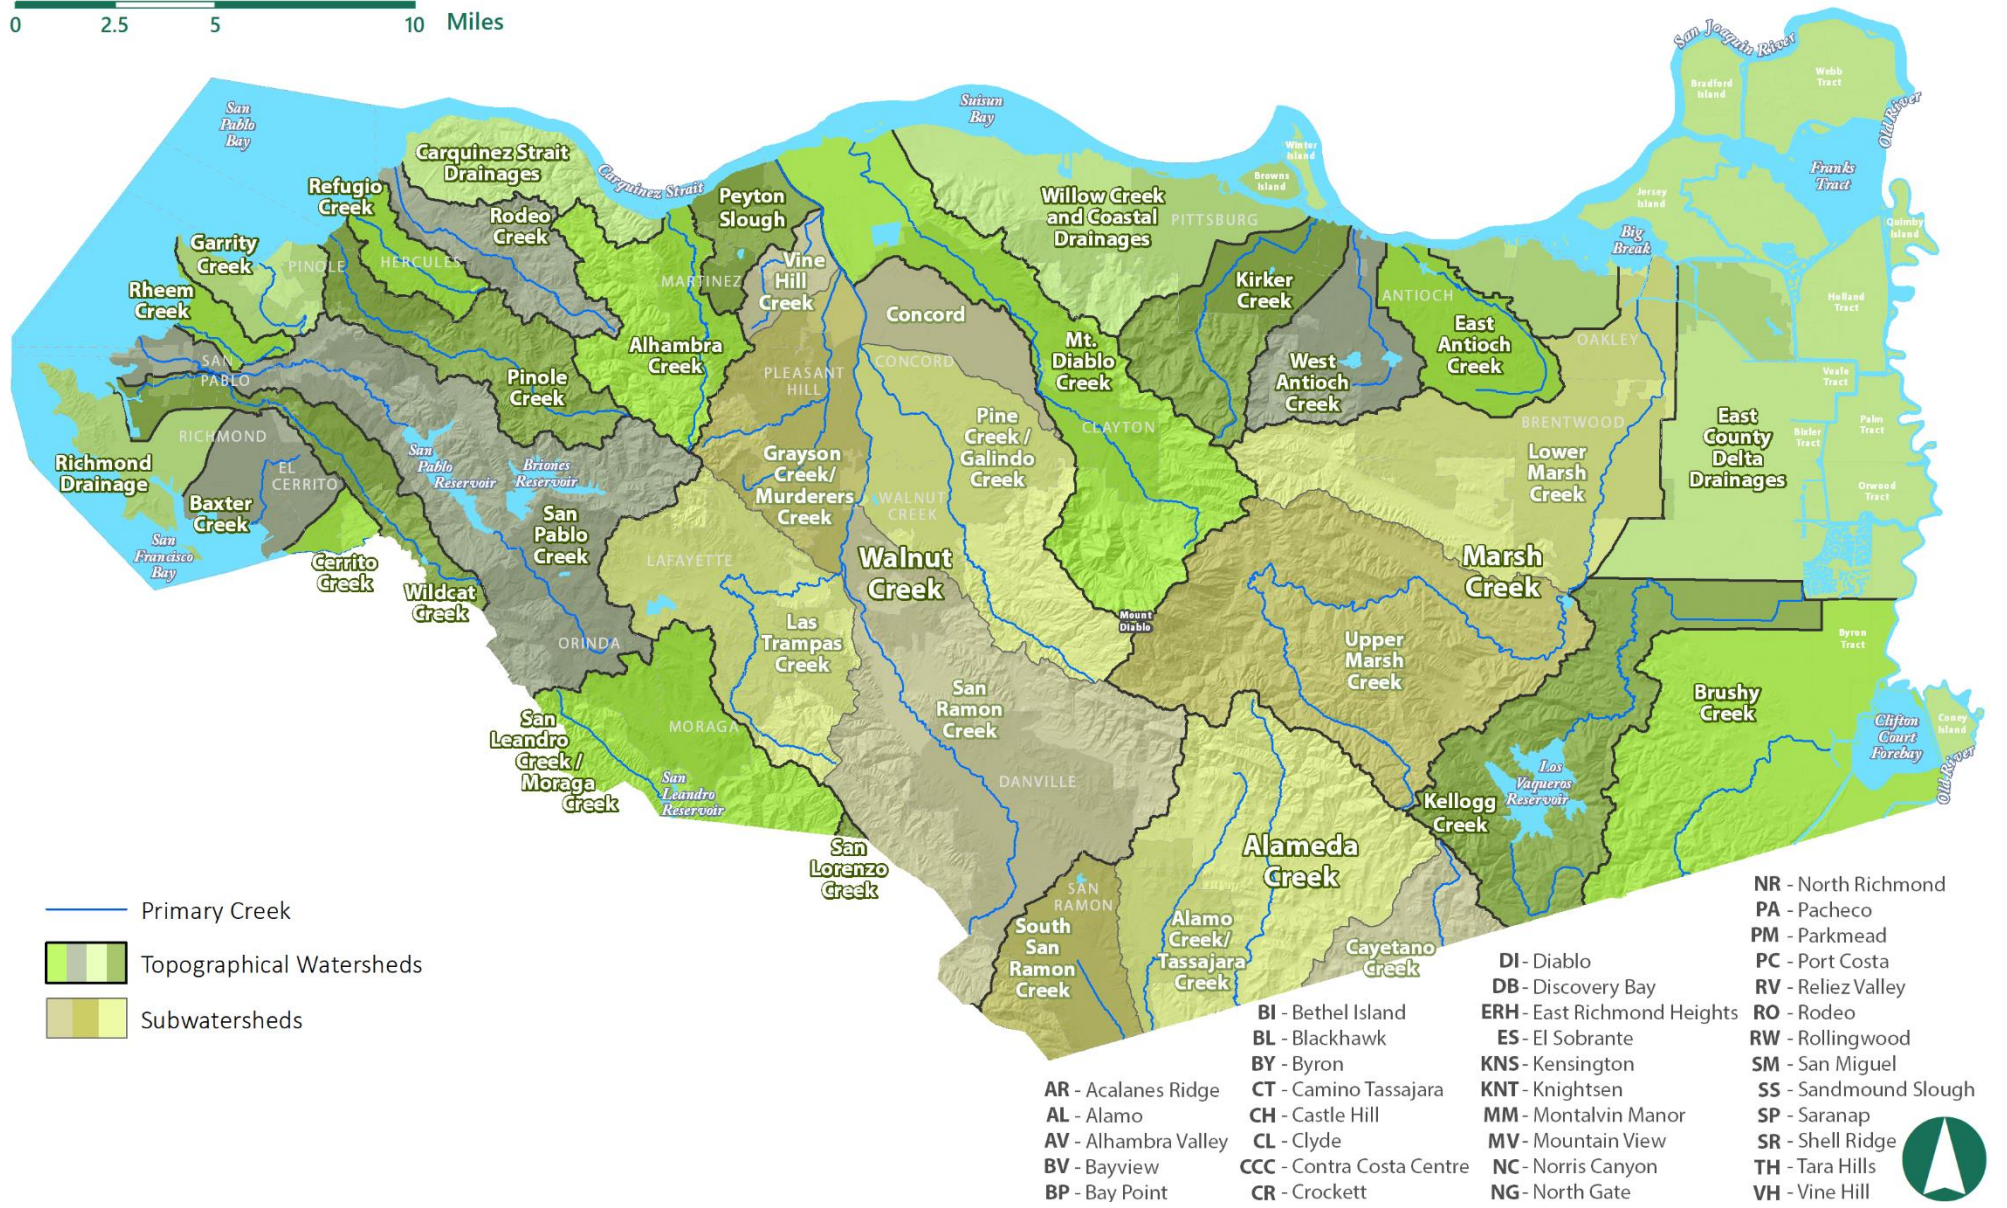 0 2.5 5 10 Miles
San Joaquin River
Webb
Tract
Bradford
Island
Old River
San
Pablo
Bay
Suisun
Bay
Carquinez Strait
Drainages
Carquinez Strait
Winter
Island
Browns
Island
Franks
Tract
Jersey
Island
Quimby
Island
Big
Break
Refugio
Creek
Rodeo
Creek
Peyton
Slough
Willow Creek
and Coastal
Drainages
PITTSBURG
Garrity
Creek
PINOLE
HERCULES
MARTINEZ
Vine
Hill
Creek
Kirker
Creek
ANTIOCH
Holland
Tract
Rheem
Creek
Concord
East
Antioch
Creek
OAKLEY
Alhambra
Creek
Mt.
Diablo
Creek
West
Antioch
Creek
SAN
PABLO
CONCORD
PLEASANT
HILL
Pinole
Creek
Veale
Tract
Pine
Creek /
Galindo
Creek
CLAYTON
BRENTWOOD
East
County
Delta
Drainages
Palm
Tract
Bixler
Tract
RICHMOND
Richmond
Drainage
EL
CERRITO
San
Pablo
Reservoir
Briones
Reservoir
Grayson
Creek/
Murderers
Creek
Lower
Marsh
Creek
Orwood
Tract
Baxter
Creek
WALNUT
CREEK
San
Pablo
Creek
San
Francisco
Bay
Cerrito
Creek
Wildcat
Creek
LAFAYETTE
Walnut
Creek
Marsh
Creek
Mount
Diablo
ORINDA
Las
Trampas
Creek
Upper
Marsh
Creek
Byron
Tract
San
Ramon
Creek
Brushy
Creek
San
Leandro
Creek /
Moraga
Creek
MORAGA
San
Leandro
Reservoir
DANVILLE
Los
Vaqueros
Reservoir
Clifton
Court
Forebay
Coney
Island
Old River
Kellogg
Creek
San
Lorenzo
Creek
Alameda
Creek
SAN
RAMON
South
San
Ramon
Creek
Alamo
Creek/
Tassajara
Creek
Cayetano
Creek
Primary Creek
Topographical Watersheds
Subwatersheds
AR - Acalanes Ridge
AL - Alamo
AV - Alhambra Valley
BV - Bayview
BP - Bay Point
BI - Bethel Island
BL - Blackhawk
BY - Byron
CT - Camino Tassajara
CH - Castle Hill
CL - Clyde
CCC - Contra Costa Centre
CR - Crockett
DI - Diablo
DB - Discovery Bay
ERH - East Richmond Heights
ES - El Sobrante
KNS - Kensington
KNT - Knightsen
MM - Montalvin Manor
MV - Mountain View
NC - Norris Canyon
NG - North Gate
NR - North Richmond
PA - Pacheco
PM - Parkmead
PC - Port Costa
RV - Reliez Valley
RO - Rodeo
RW - Rollingwood
SM - San Miguel
SS - Sandmound Slough
SP - Saranap
SR - Shell Ridge
TH - Tara Hills
VH - Vine Hill